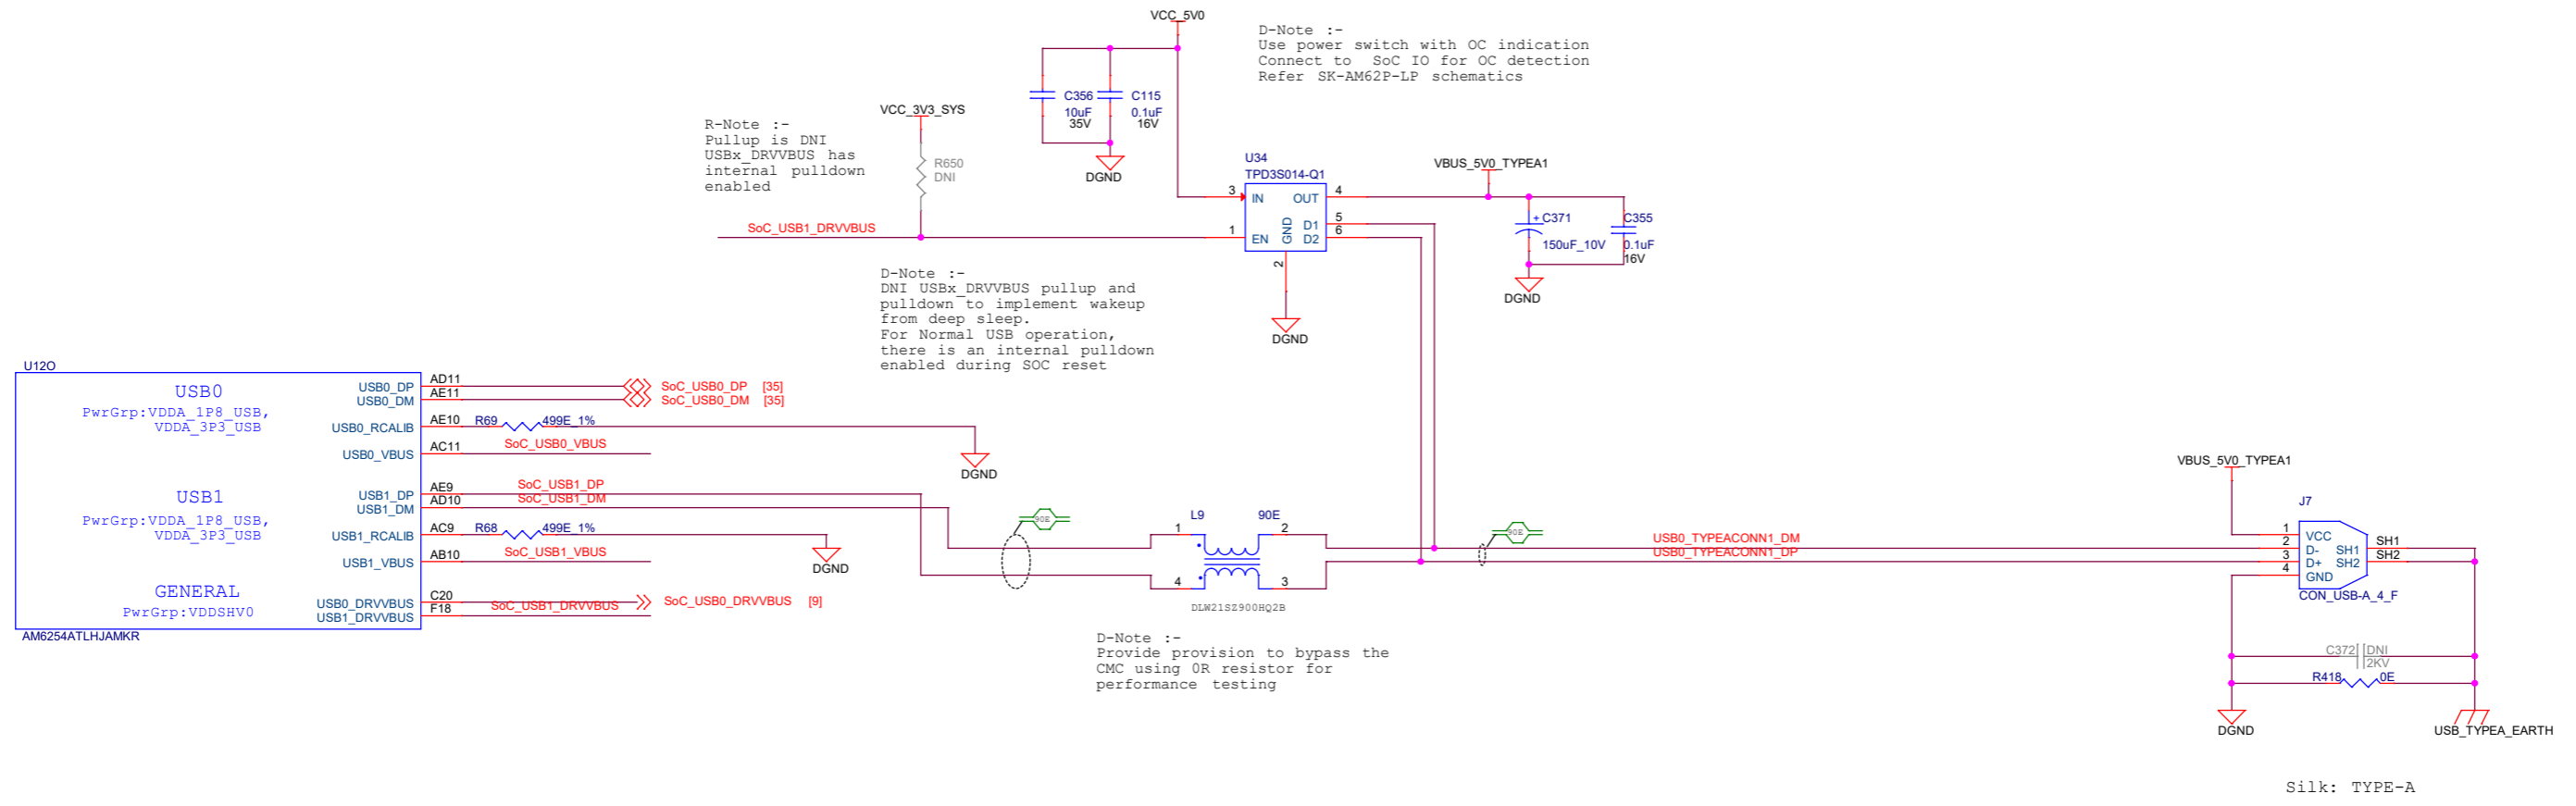 VCC_5V0
D-Note :-
Use power switch with OC indication
Connect to  SoC IO for OC detection
Refer SK-AM62P-LP schematics
C356
10uF
35V
C115
0.1uF
16V
DGND
VCC_3V3_SYS
R-Note :-
Pullup is DNI
USBx_DRVVBUS has
internal pulldown
enabled
R650
DNI
SoC_USB1_DRVVBUS
U34
TPD3S014-Q1
3
IN
OUT
4
D1
5
1
EN
GND
D2
6
2
DGND
VBUS_5V0_TYPEA1
+
C371
150uF_10V
C355
0.1uF
16V
DGND
D-Note :-
DNI USBx_DRVVBUS pullup and
pulldown to implement wakeup
from deep sleep.
For Normal USB operation,
there is an internal pulldown
enabled during SOC reset
U12O
USB0
PwrGrp:VDDA_1P8_USB,
VDDA_3P3_USB
USB0_DP
AD11
SoC_USB0_DP
[35]
USB0_DM
AE11
SoC_USB0_DM
[35]
USB0_RCALIB
AE10
R69
499E_1%
DGND
USB0_VBUS
AC11
SoC_USB0_VBUS
USB1
PwrGrp:VDDA_1P8_USB,
VDDA_3P3_USB
USB1_DP
AE9
SoC_USB1_DP
USB1_DM
AD10
SoC_USB1_DM
USB1_RCALIB
AC9
R68
499E_1%
DGND
USB1_VBUS
AB10
SoC_USB1_VBUS
GENERAL
PwrGrp:VDDSHV0
USB0_DRVVBUS
C20
SoC_USB0_DRVVBUS
[9]
USB1_DRVVBUS
F18
SoC_USB1_DRVVBUS
AM6254ATLHJAMKR
90E
L9
90E
1
2
4
3
DLW21SZ900HQ2B
D-Note :-
Provide provision to bypass the
CMC using 0R resistor for
performance testing
90E
USB0_TYPEACONN1_DM
USB0_TYPEACONN1_DP
VBUS_5V0_TYPEA1
J7
1
VCC
2
D-
SH1
SH1
3
D+
SH2
SH2
4
GND
CON_USB-A_4_F
C372
DNI
2KV
R418
0E
DGND
USB_TYPEA_EARTH
Silk: TYPE-A